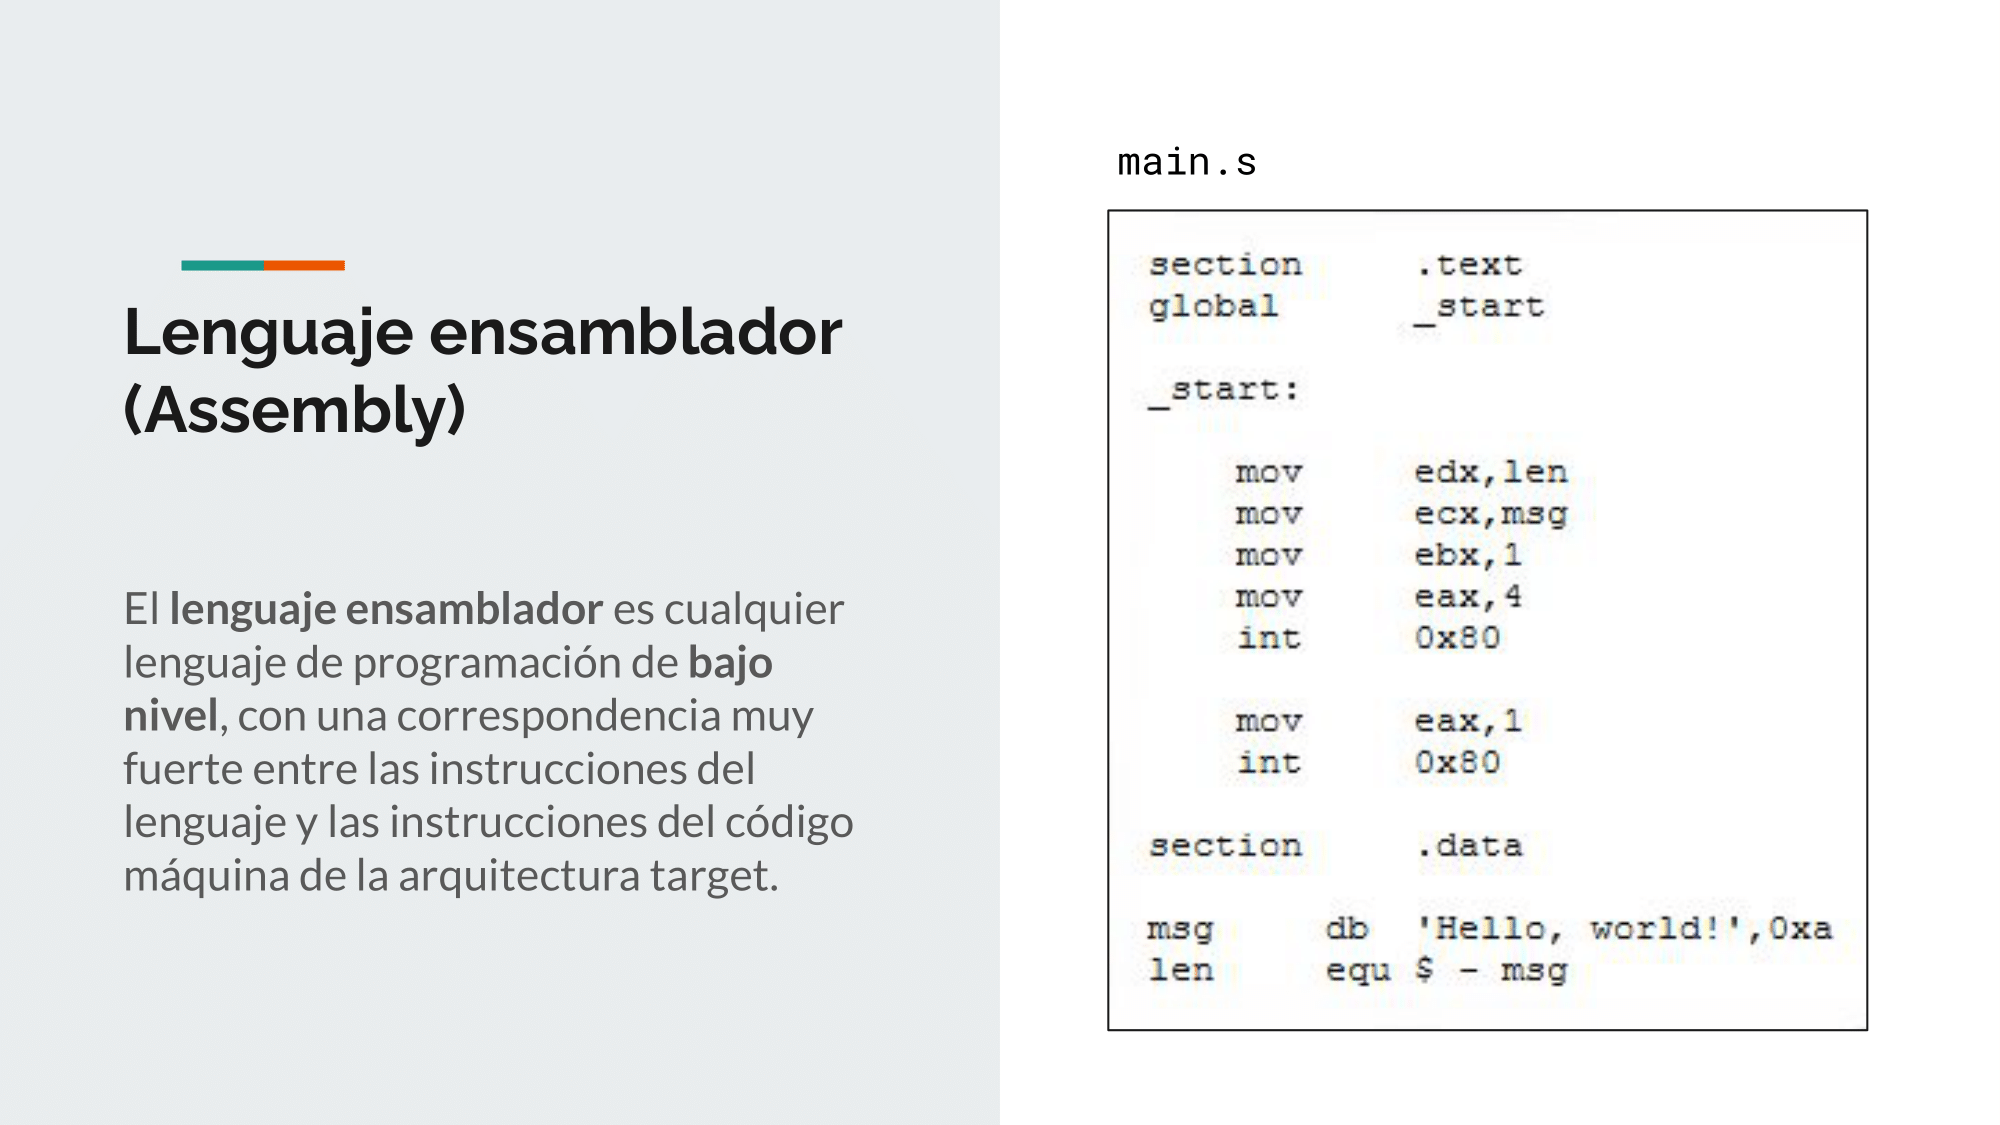 Lenguaje ensamblador
(Assembly)
El lenguaje ensamblador es cualquier
lenguaje de programación de bajo
nivel, con una correspondencia muy
fuerte entre las instrucciones del
lenguaje y las instrucciones del código
máquina de la arquitectura target.
main.s
section .text
global _start
_start:
mov edx,len
mov ecx,msg
mov ebx,1
mov eax,4
int 0x80
mov eax,1
int 0x80
section .data
msg db 'Hello, world!',0xa
len equ $ - msg